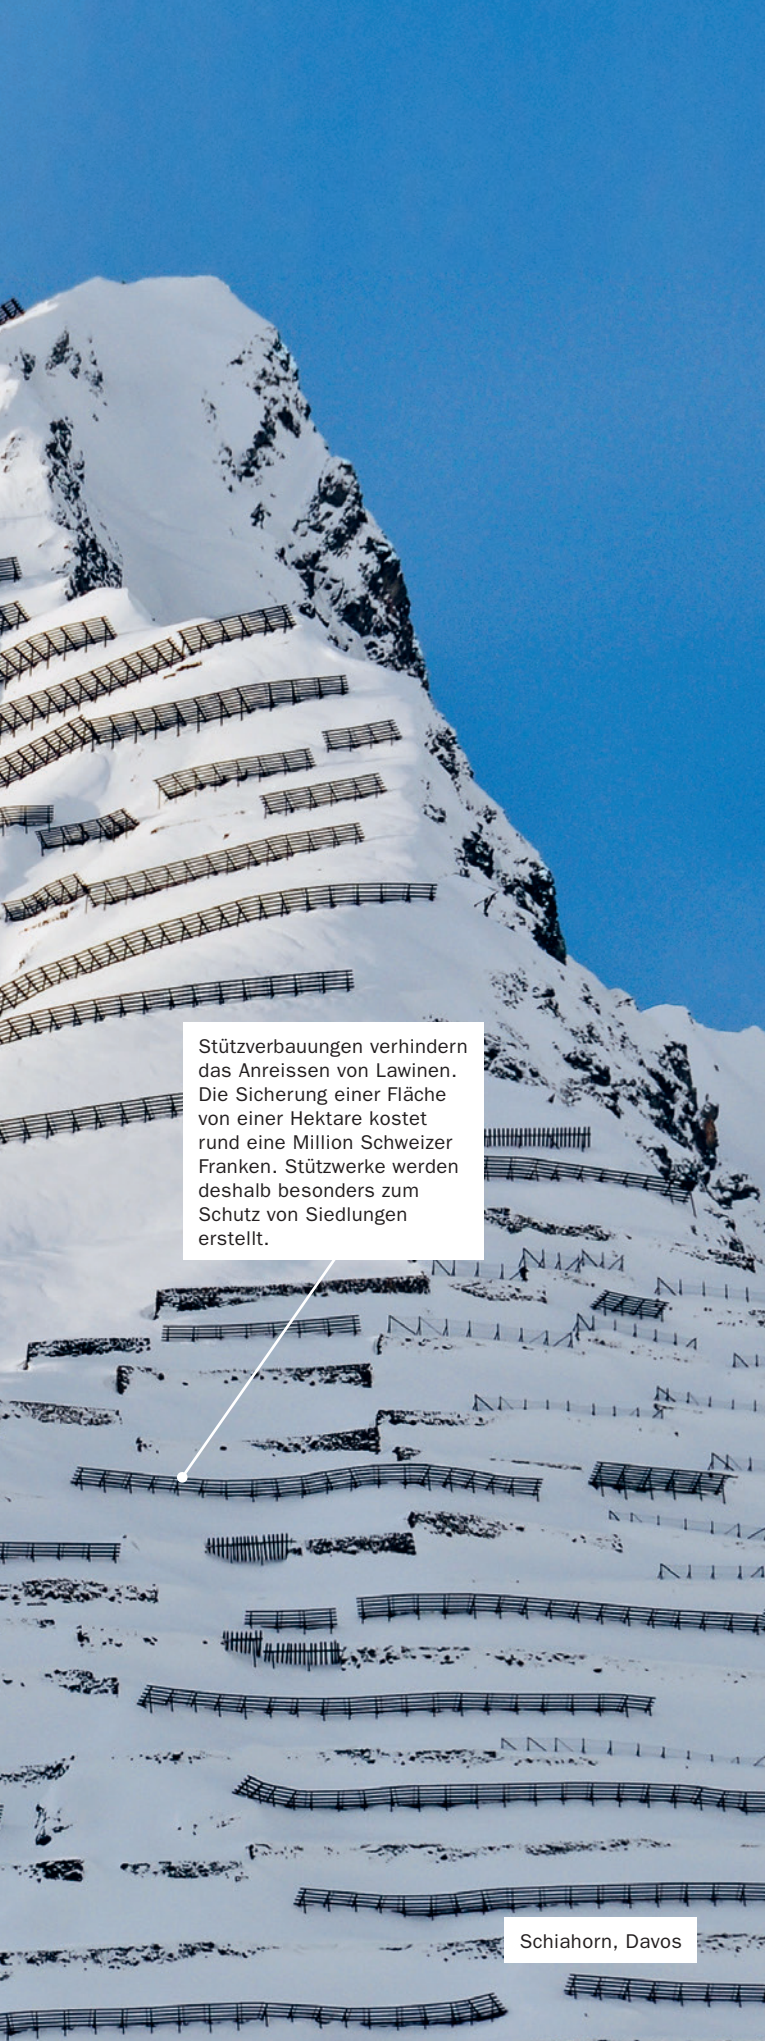 Stützverbauungen verhindern
das Anreissen von Lawinen.
Die Sicherung einer Fläche
von einer Hektare kostet
rund eine Million Schweizer
Franken. Stützwerke werden
deshalb besonders zum
Schutz von Siedlungen
erstellt.
Schiahorn, Davos